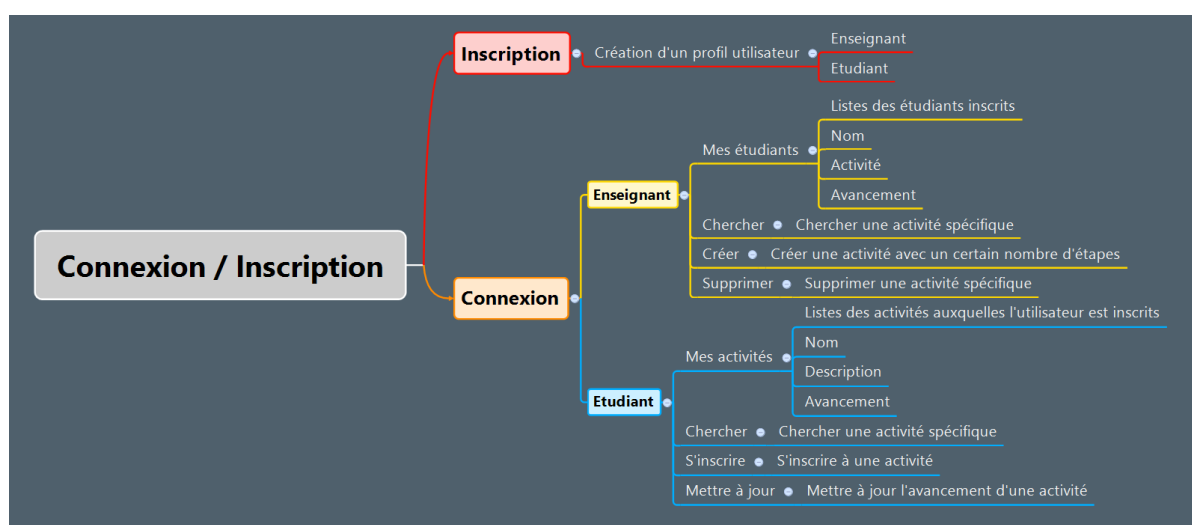 Connexion / Inscription
Inscription
Création d'un profil utilisateur
Enseignant
Etudiant
Connexion
Enseignant
Mes étudiants
Listes des étudiants inscrits
Nom
Activité
Avancement
Chercher
Chercher une activité spécifique
Créer
Créer une activité avec un certain nombre d'étapes
Supprimer
Supprimer une activité spécifique
Etudiant
Mes activités
Listes des activités auxquelles l'utilisateur est inscrits
Nom
Description
Avancement
Chercher
Chercher une activité spécifique
S'inscrire
S'inscrire à une activité
Mettre à jour
Mettre à jour l'avancement d'une activité